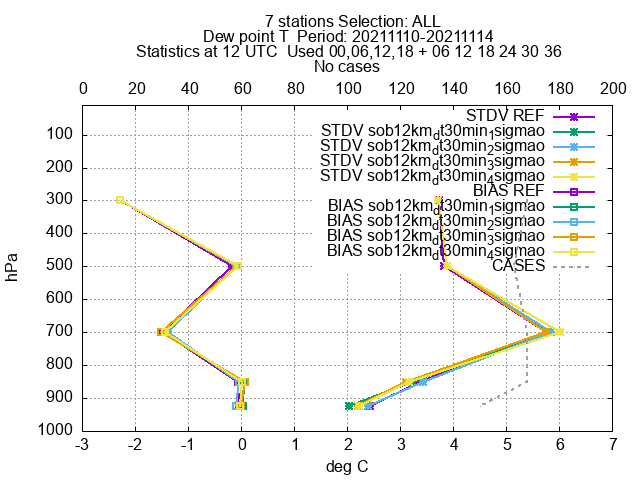 7 stations Selection: ALL
Dew point T Period: 20211110-20211114
Statistics at 12 UTC Used 00,06,12,18 + 06 12 18 24 30 36
No cases
0 20 40 60 80 100 120 140 160 180 200
STDV REF
STDV sob12km_dt30min_1sigmao
STDV sob12km_dt30min_2sigmao
STDV sob12km_dt30min_3sigmao
STDV sob12km_dt30min_4sigmao
BIAS REF
BIAS sob12km_dt30min_1sigmao
BIAS sob12km_dt30min_2sigmao
BIAS sob12km_dt30min_3sigmao
BIAS sob12km_dt30min_4sigmao
CASES
100
200
300
400
500
600
700
800
900
1000
hPa
-3 -2 -1 0 1 2 3 4 5 6 7
deg C